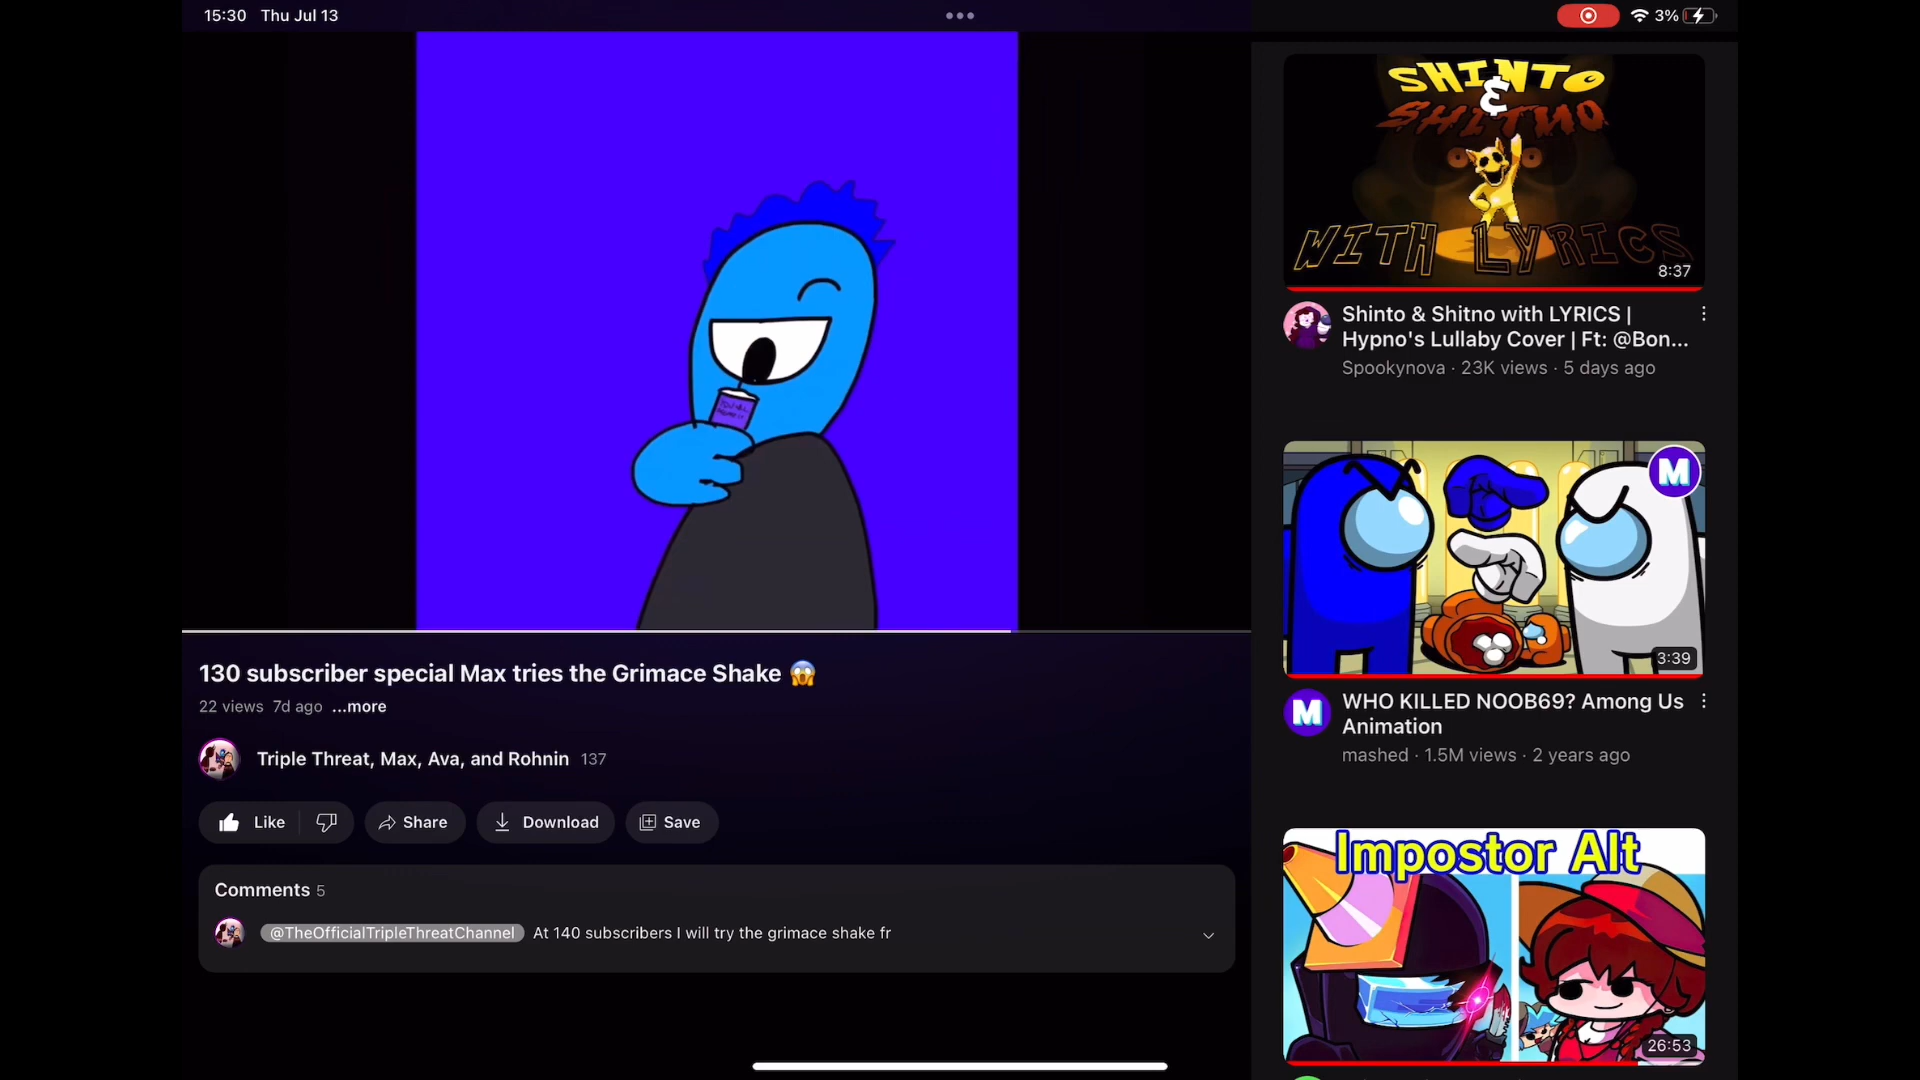 15:30 Thu Jul 13
3%
130 subscriber special Max tries the Grimace Shake 😱
22 views 7d ago ...more
Triple Threat, Max, Ava, and Rohnin 137
Like
Share
Download
Save
Comments 5
@TheOfficialTripleThreatChannel At 140 subscribers I will try the grimace shake fr
SHINTO
&
SHITNO
WITH LYRICS
8:37
Shinto & Shitno with LYRICS |
Hypno's Lullaby Cover | Ft: @Bon...
Spookynova · 23K views · 5 days ago
M
3:39
M
WHO KILLED NOOB69? Among Us
Animation
mashed · 1.5M views · 2 years ago
Impostor Alt
26:53